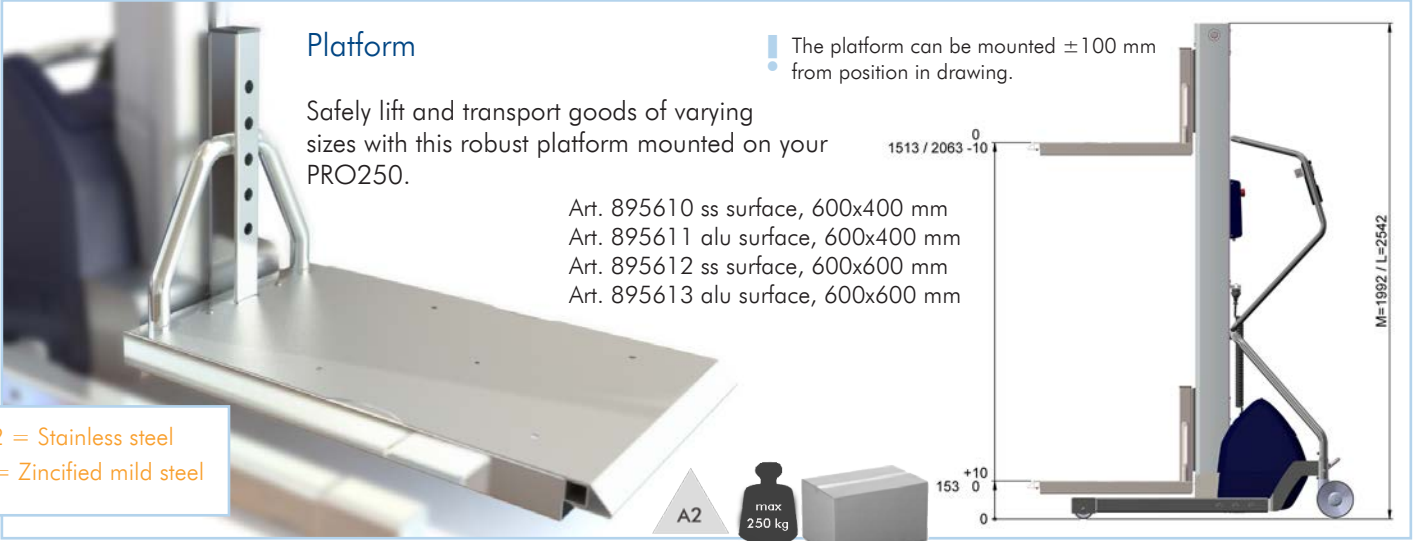 Platform
Safely lift and transport goods of varying
sizes with this robust platform mounted on your
PRO250.
Art. 895610 ss surface, 600x400 mm
Art. 895611 alu surface, 600x400 mm
Art. 895612 ss surface, 600x600 mm
Art. 895613 alu surface, 600x600 mm
! The platform can be mounted ±100 mm
from position in drawing.
0
1513 / 2063 -10
M=1992 / L=2542
+10
153 0
0
2 = Stainless steel
= Zincified mild steel
A2
max
250 kg